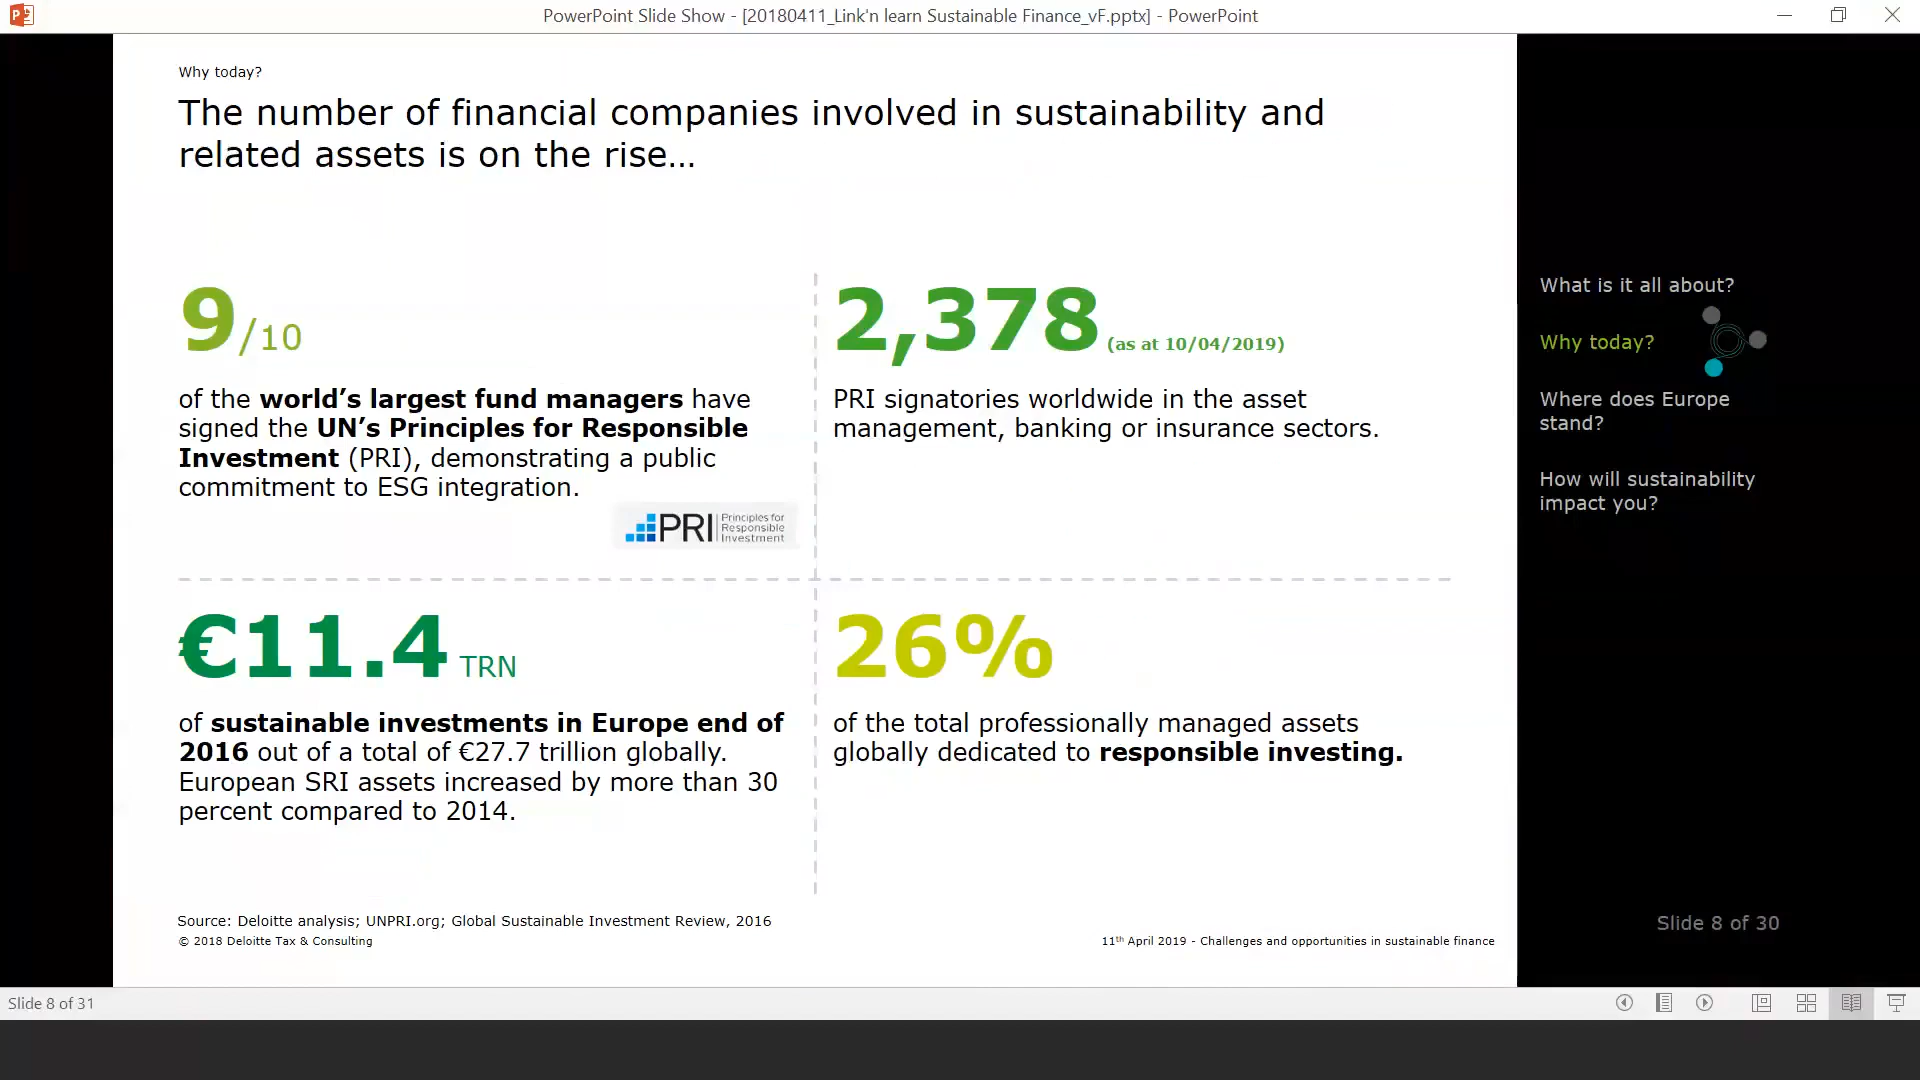 PowerPoint Slide Show - [20180411_Link'n learn Sustainable Finance_vF.pptx] - PowerPoint
Why today?
The number of financial companies involved in sustainability and
related assets is on the rise…
9/10
of the world’s largest fund managers have
signed the UN’s Principles for Responsible
Investment (PRI), demonstrating a public
commitment to ESG integration.
PRI Principles for
Responsible
Investment
2,378 (as at 10/04/2019)
PRI signatories worldwide in the asset
management, banking or insurance sectors.
€11.4 TRN
of sustainable investments in Europe end of
2016 out of a total of €27.7 trillion globally.
European SRI assets increased by more than 30
percent compared to 2014.
26%
of the total professionally managed assets
globally dedicated to responsible investing.
Source: Deloitte analysis; UNPRI.org; Global Sustainable Investment Review, 2016
© 2018 Deloitte Tax & Consulting
11th April 2019 - Challenges and opportunities in sustainable finance
What is it all about?
Why today?
Where does Europe
stand?
How will sustainability
impact you?
Slide 8 of 30
Slide 8 of 31